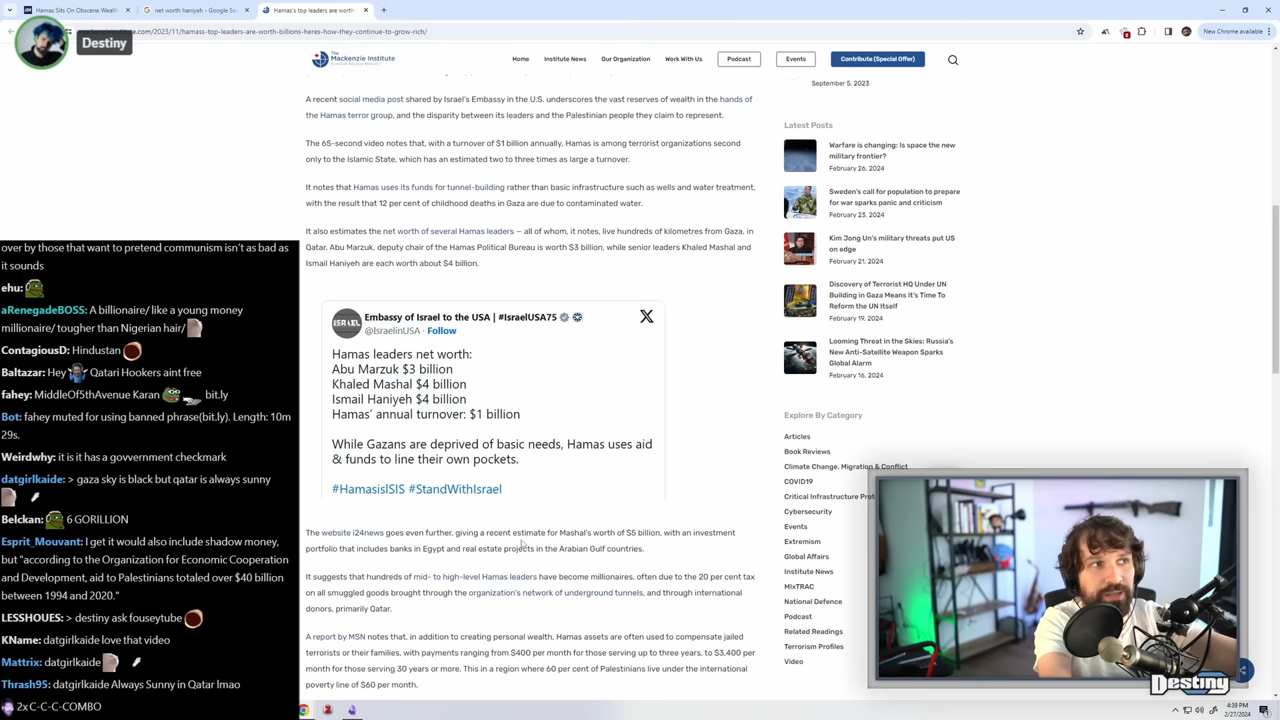 Hamas Sits On Obscene Wealt
net worth haniyeh - Google Se
Hamas's top leaders are worth
institute.com/2023/11/hamass-top-leaders-are-worth-billions-heres-how-they-continue-to-grow-rich/
New Chrome available
Destiny
The
Mackenzie Institute
Home
Institute News
Our Organization
Work With Us
Podcast
Events
Contribute (Special Offer)
A recent social media post shared by Israel's Embassy in the U.S. underscores the vast reserves of wealth in the hands of
the Hamas terror group, and the disparity between its leaders and the Palestinian people they claim to represent.
The 65-second video notes that, with a turnover of $1 billion annually, Hamas is among terrorist organizations second
only to the Islamic State, which has an estimated two to three times as large a turnover.
It notes that Hamas uses its funds for tunnel-building rather than basic infrastructure such as wells and water treatment,
with the result that 12 per cent of childhood deaths in Gaza are due to contaminated water.
It also estimates the net worth of several Hamas leaders — all of whom, it notes, live hundreds of kilometres from Gaza, in
Qatar. Abu Marzuk, deputy chair of the Hamas Political Bureau is worth $3 billion, while senior leaders Khaled Mashal and
Ismail Haniyeh are each worth about $4 billion.
ISRAEL
Embassy of Israel to the USA | #IsraelUSA75
@IsraelinUSA · Follow
Hamas leaders net worth:
Abu Marzuk $3 billion
Khaled Mashal $4 billion
Ismail Haniyeh $4 billion
Hamas' annual turnover: $1 billion
While Gazans are deprived of basic needs, Hamas uses aid
& funds to line their own pockets.
#HamasisISIS #StandWithIsrael
The website i24news goes even further, giving a recent estimate for Mashal's worth of $5 billion, with an investment
portfolio that includes banks in Egypt and real estate projects in the Arabian Gulf countries.
It suggests that hundreds of mid- to high-level Hamas leaders have become millionaires, often due to the 20 per cent tax
on all smuggled goods brought through the organization's network of underground tunnels, and through international
donors, primarily Qatar.
A report by MSN notes that, in addition to creating personal wealth, Hamas assets are often used to compensate jailed
terrorists or their families, with payments ranging from $400 per month for those serving up to three years, to $3,400 per
month for those serving 30 years or more. This in a region where 60 per cent of Palestinians live under the international
poverty line of $60 per month.
September 5, 2023
Latest Posts
Warfare is changing: Is space the new
military frontier?
February 26, 2024
Sweden's call for population to prepare
for war sparks panic and criticism
February 23, 2024
Kim Jong Un's military threats put US
on edge
February 21, 2024
Discovery of Terrorist HQ Under UN
Building in Gaza Means It's Time To
Reform the UN Itself
February 19, 2024
Looming Threat in the Skies: Russia's
New Anti-Satellite Weapon Sparks
Global Alarm
February 16, 2024
Explore By Category
Articles
Book Reviews
Climate Change, Migration & Conflict
COVID19
Critical Infrastructure Prot
Cybersecurity
Events
Extremism
Global Affairs
Institute News
MixTRAC
National Defence
Podcast
Related Readings
Terrorism Profiles
Video
over by those that want to pretend communism isn't as bad as
it sounds
ehu:
aRenegadeBOSS: A billionaire/ like a young money
millionaire/ tougher than Nigerian hair/
ContagiousD: Hindustan
Baltazar: Hey Qatari Hookers aint free
fahey: MiddleOf5thAvenue Karan bit.ly
Bot: fahey muted for using banned phrase(bit.ly). Length: 10m
29s.
Weirdwhy: it is it has a govvernment checkmark
datgirlkaide: > gaza sky is black but qatar is always sunny
Belckan: 6 GORILLION
Esprit_Mouvant: I get it would also include shadow money,
but "according to the Organization for Economic Cooperation
and Development, aid to Palestinians totaled over $40 billion
between 1994 and 2020."
LESSHOUES: > destiny ask fouseytube
KName: datgirlkaide love that video
Mattrix: datgirlkaide
Thrash95: datgirlkaide Always Sunny in Qatar lmao
2x C-C-C-COMBO
Destiny
4:39 PM
2/27/2024